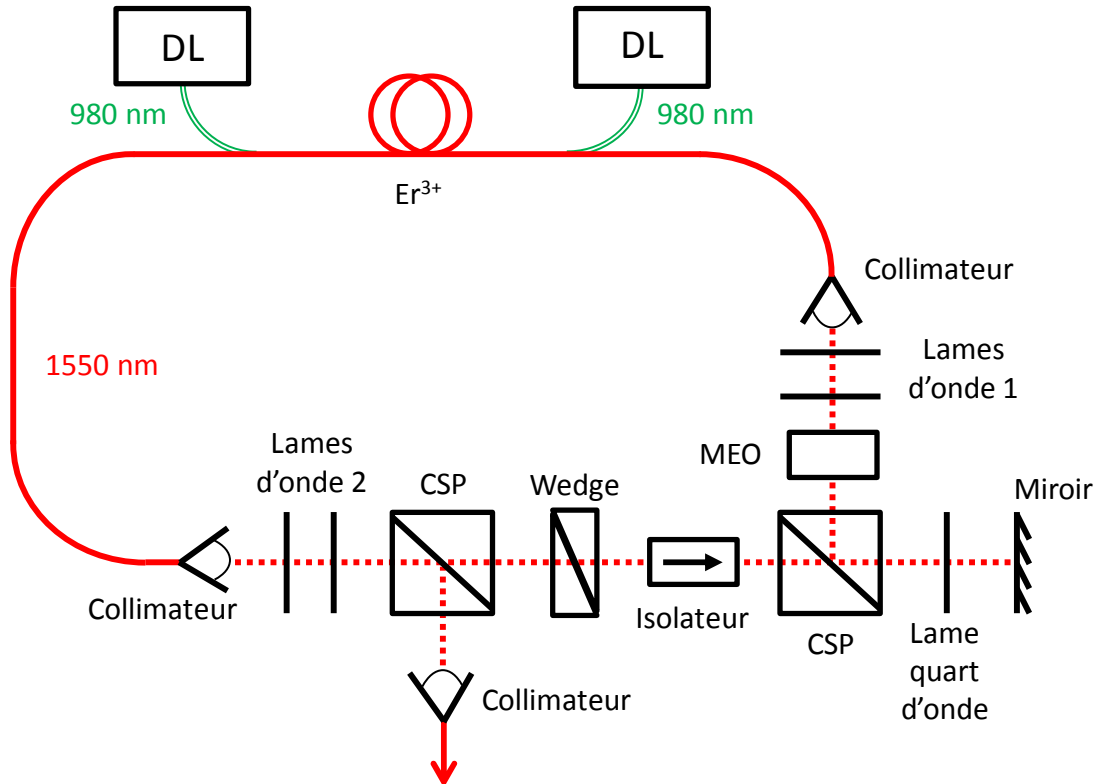 DL
DL
980 nm
980 nm
Er³⁺
Collimateur
1550 nm
Lames
d'onde 1
Lames
d'onde 2
CSP
Wedge
MEO
Miroir
Collimateur
Isolateur
CSP
Lame
quart
d'onde
Collimateur